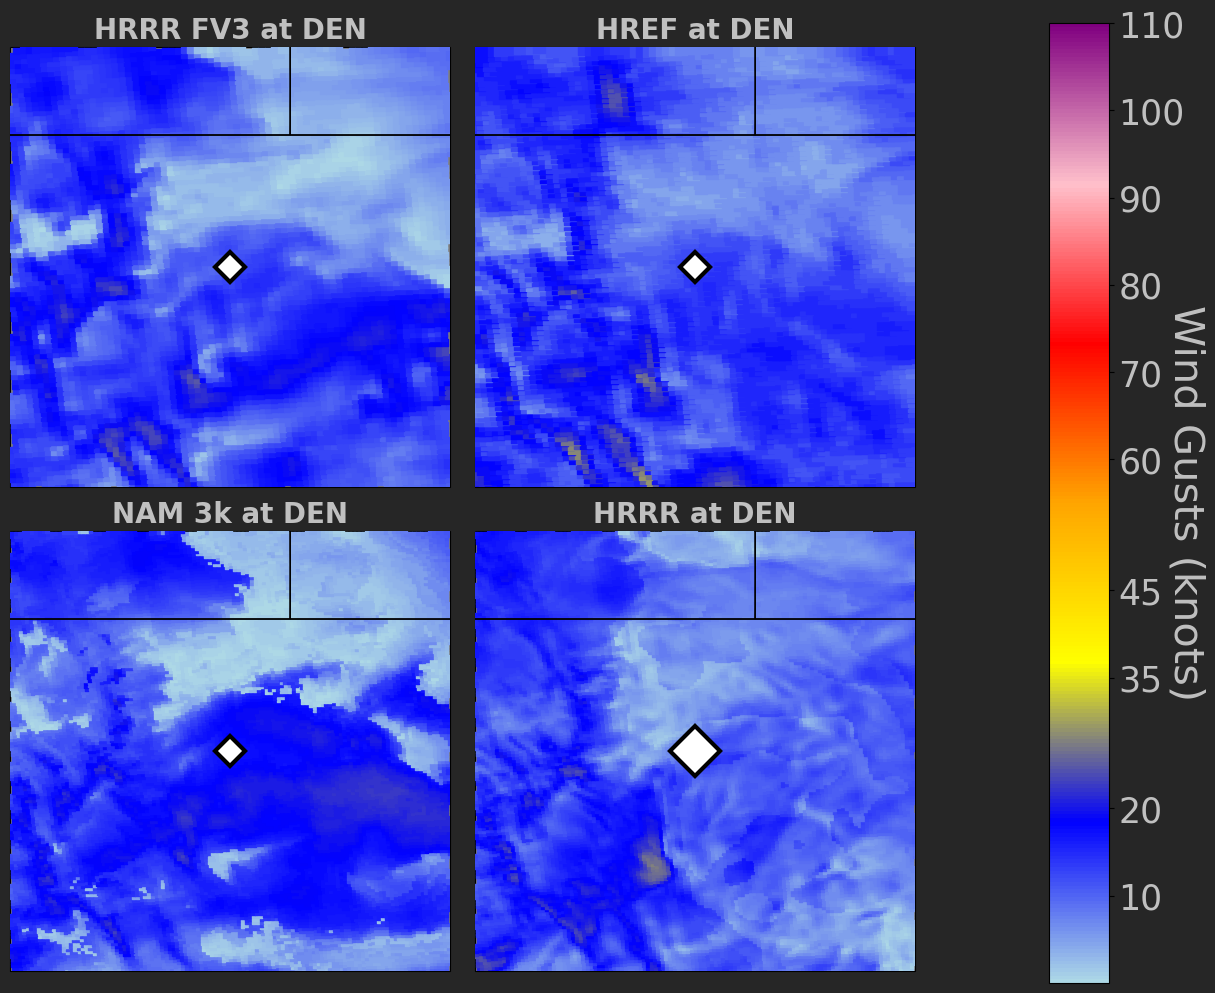 HRRR FV3 at DEN
HREF at DEN
NAM 3k at DEN
HRRR at DEN
110
100
90
80
70
60
45
35
20
10
Wind Gusts (knots)